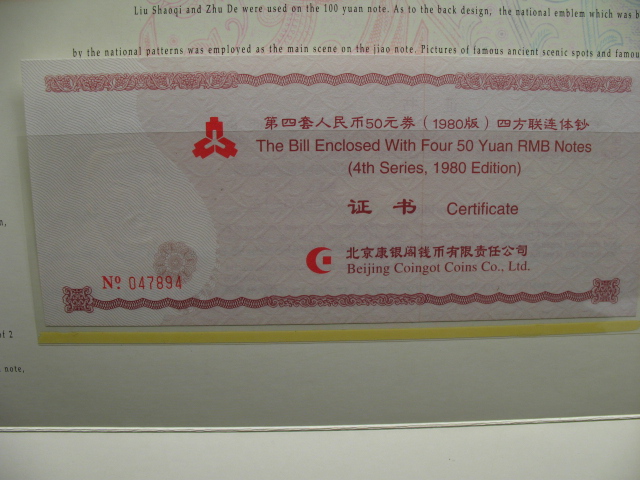 Liu Shaoqi and Zhu De were used on the 100 yuan note. As to the back design, the national emblem which was
by the national patterns was employed as the main scene on the jiao note. Pictures of famous ancient scenic spots and
第四套人民币50元券（1980版）四方联连体钞
The Bill Enclosed With Four 50 Yuan RMB Notes
(4th Series, 1980 Edition)
证书 Certificate
北京康银阁钱币有限责任公司
Beijing Coingot Coins Co., Ltd.
No. 047894
of 2
note,